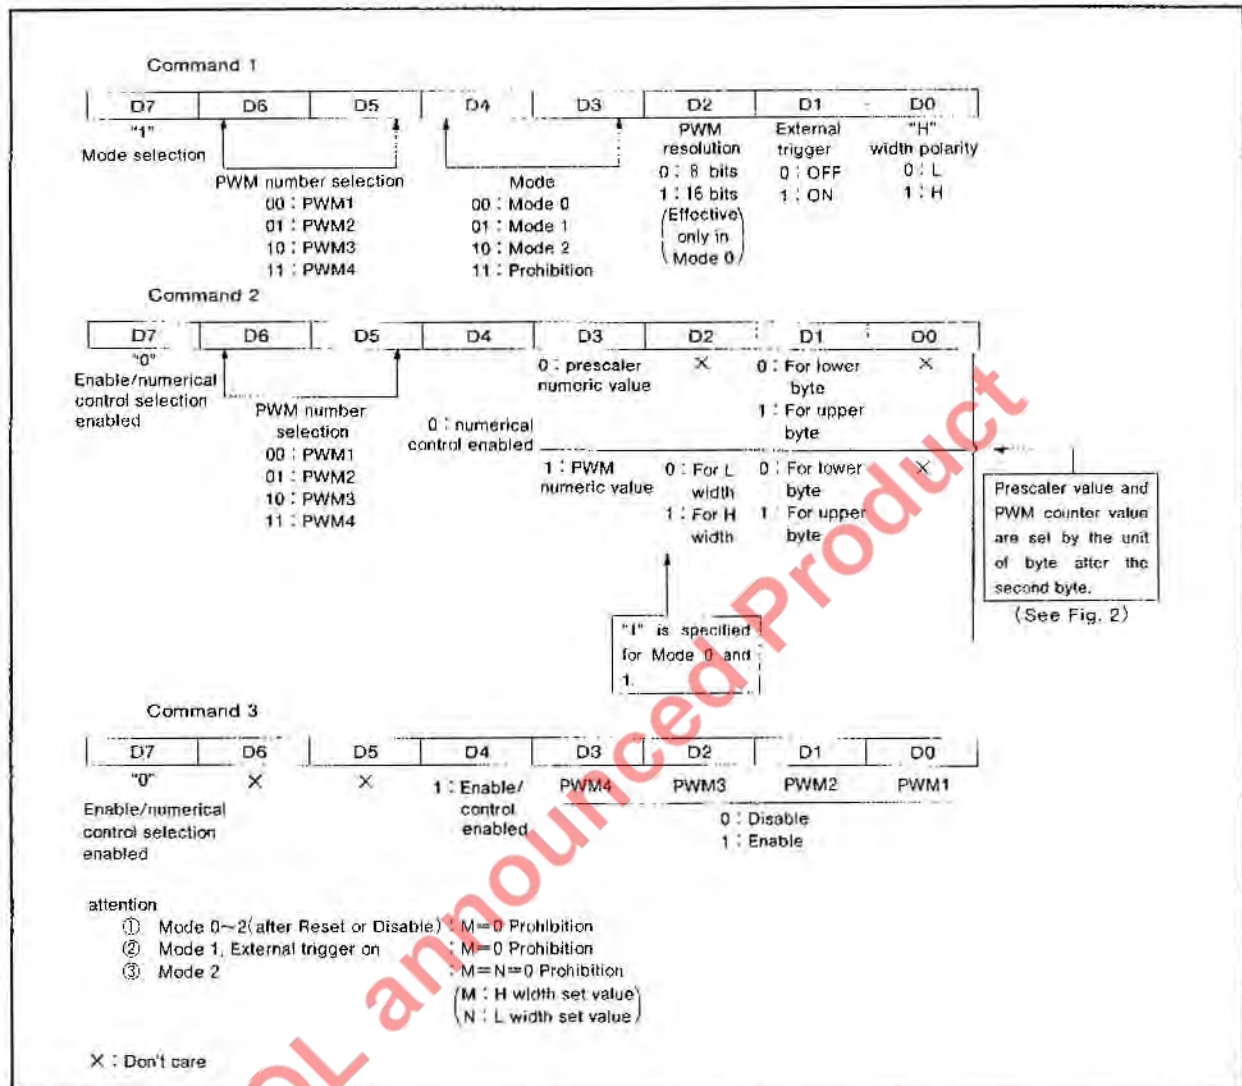 Command 1
D7 D6 D5 D4 D3 D2 D1 D0
"1"
Mode selection
PWM number selection
00 : PWM1
01 : PWM2
10 : PWM3
11 : PWM4
Mode
00 : Mode 0
01 : Mode 1
10 : Mode 2
11 : Prohibition
PWM
resolution
0 : 8 bits
1 : 16 bits
(Effective
only in
Mode 0)
External
trigger
0 : OFF
1 : ON
"H"
width polarity
0 : L
1 : H
Command 2
D7 D6 D5 D4 D3 D2 D1 D0
"0"
Enable/numerical
control selection
enabled
PWM number
selection
00 : PWM1
01 : PWM2
10 : PWM3
11 : PWM4
0 : numerical
control enabled
0 : prescaler
numeric value
×
0 : For lower
byte
1 : For upper
byte
×
1 : PWM
numeric value
0 : For L
width
1 : For H
width
0 : For lower
byte
1 : For upper
byte
×
Prescaler value and
PWM counter value
are set by the unit
of byte after the
second byte.
(See Fig. 2)
"1" is specified
for Mode 0 and
1.
Command 3
D7 D6 D5 D4 D3 D2 D1 D0
"0"
Enable/numerical
control selection
enabled
×
×
1 : Enable/
control
enabled
PWM4 PWM3 PWM2 PWM1
0 : Disable
1 : Enable
attention
① Mode 0~2(after Reset or Disable) : M=0 Prohibition
② Mode 1, External trigger on : M=0 Prohibition
③ Mode 2 : M=N=0 Prohibition
(M : H width set value
N : L width set value)
× : Don't care
OL announced Product